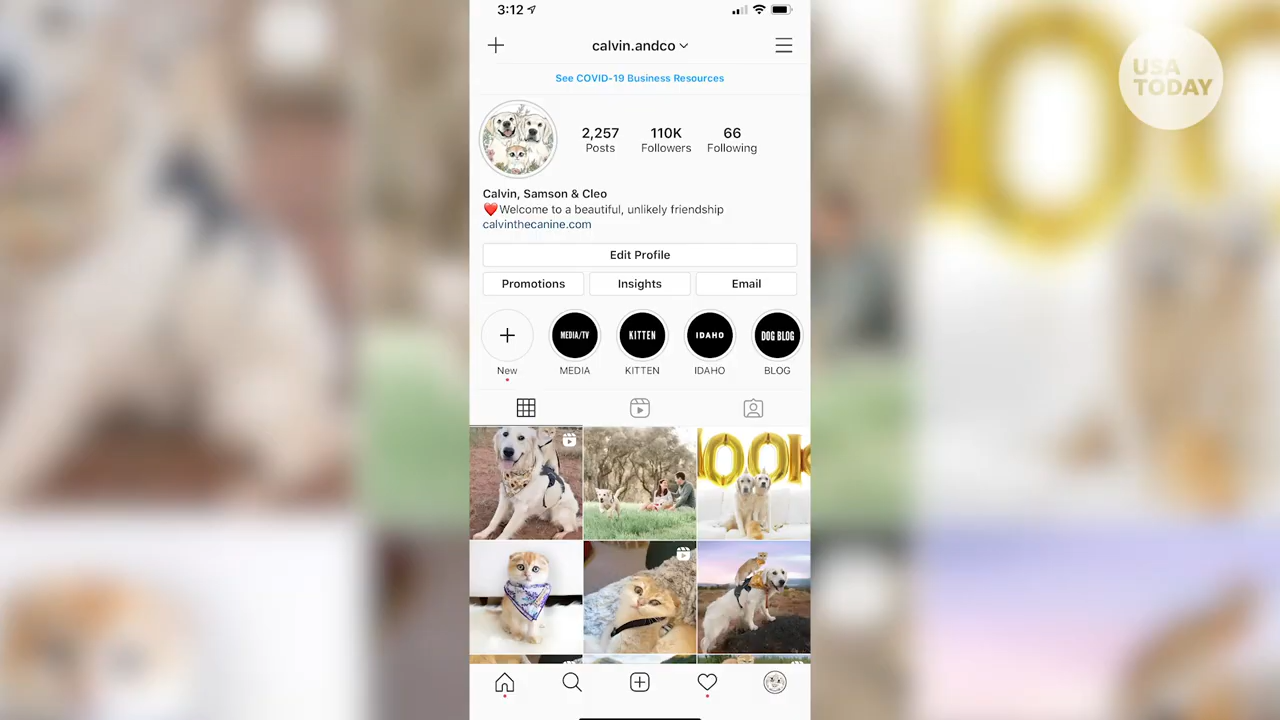 3:12
calvin.andco
See COVID-19 Business Resources
USA
TODAY
2,257
Posts
110K
Followers
66
Following
Calvin, Samson & Cleo
❤️Welcome to a beautiful, unlikely friendship
calvinthecanine.com
Edit Profile
Promotions
Insights
Email
MEDIA/TV
KITTEN
IDAHO
DOG BLOG
New
MEDIA
KITTEN
IDAHO
BLOG
00K